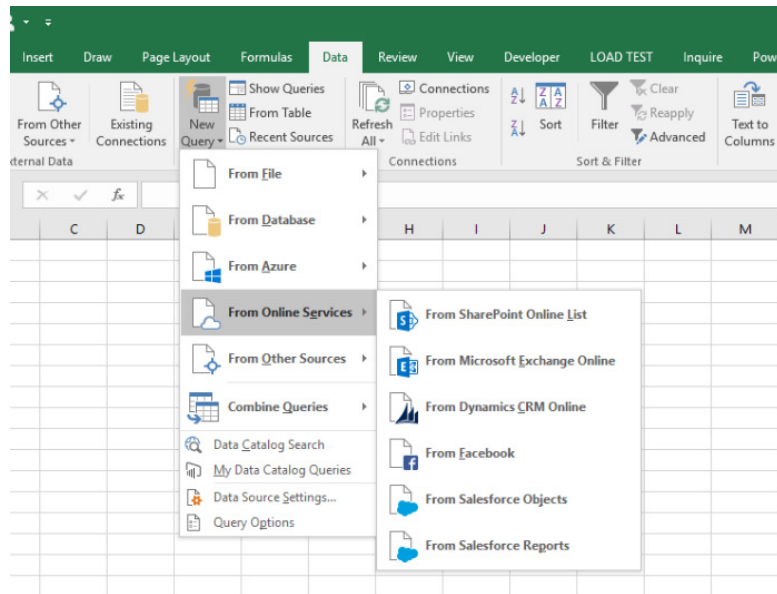 Insert Draw Page Layout Formulas Data Review View Developer LOAD TEST Inquire Pow
From Other Sources
Existing Connections
New Query
Show Queries
From Table
Recent Sources
Refresh All
Connections
Properties
Edit Links
Sort
Filter
Clear
Reapply
Advanced
Text to Columns
xternal Data
Connections
Sort & Filter
fx
C D H I J K L M
From File
From Database
From Azure
From Online Services
From Other Sources
Combine Queries
Data Catalog Search
My Data Catalog Queries
Data Source Settings...
Query Options
From SharePoint Online List
From Microsoft Exchange Online
From Dynamics CRM Online
From Facebook
From Salesforce Objects
From Salesforce Reports